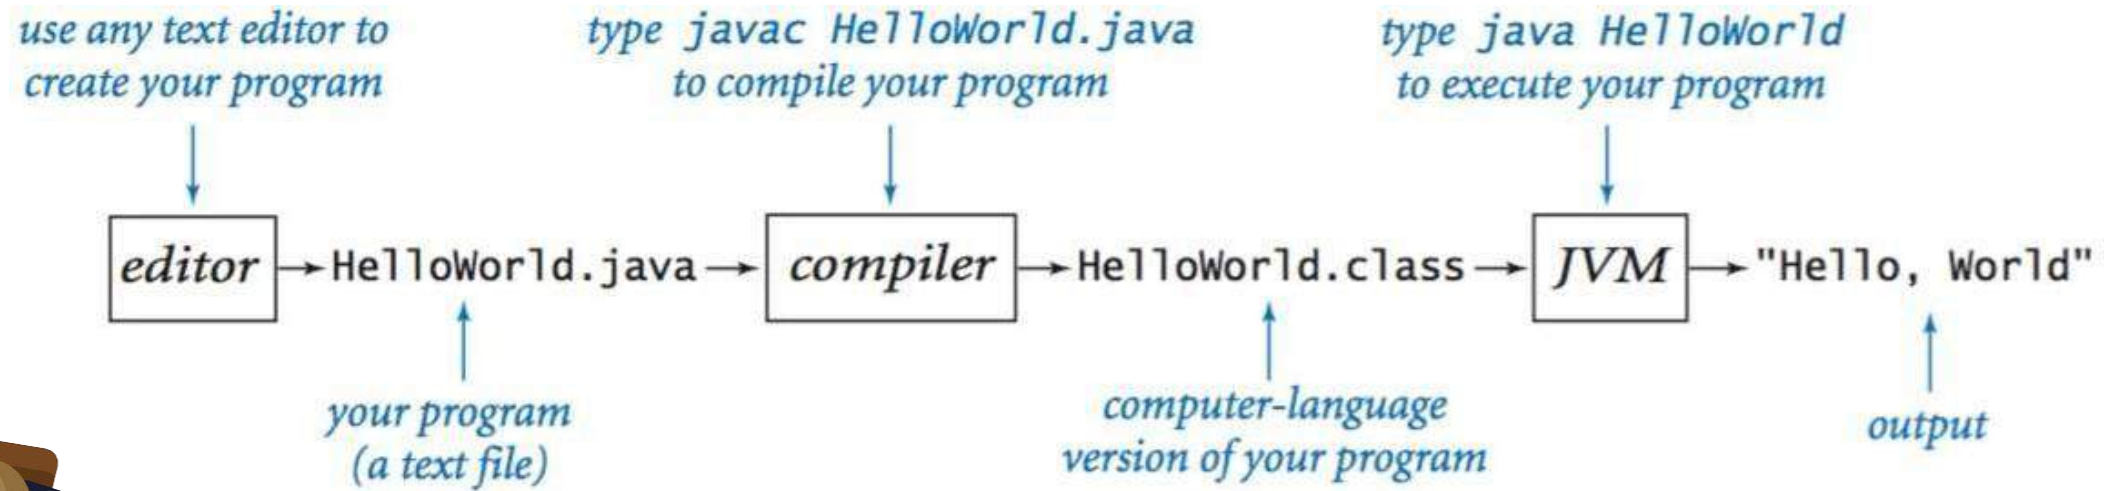 use any text editor to
create your program
type javac HelloWorld.java
to compile your program
type java HelloWorld
to execute your program
editor HelloWorld.java compiler HelloWorld.class JVM "Hello, World"
your program
(a text file)
computer-language
version of your program
output